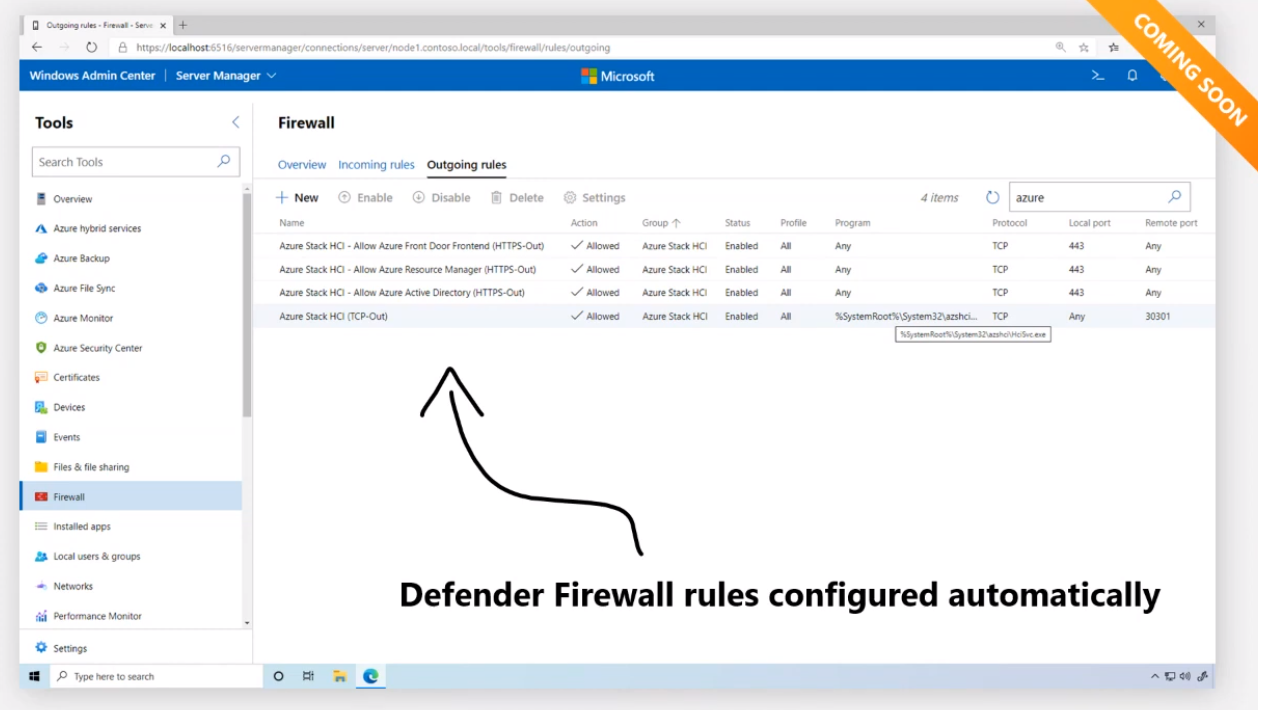 Outgoing rules - Firewall - Serve
https://localhost:6516/servermanager/connections/server/node1.contoso.local/tools/firewall/rules/outgoing
COMING SOON
Windows Admin Center | Server Manager
Microsoft
Tools
Search Tools
Overview
Azure hybrid services
Azure Backup
Azure File Sync
Azure Monitor
Azure Security Center
Certificates
Devices
Events
Files & file sharing
Firewall
Installed apps
Local users & groups
Networks
Performance Monitor
Settings
Firewall
Overview Incoming rules Outgoing rules
New Enable Disable Delete Settings 4 items azure
Name Action Group Status Profile Program Protocol Local port Remote port
Azure Stack HCI - Allow Azure Front Door Frontend (HTTPS-Out) Allowed Azure Stack HCI Enabled All Any TCP 443 Any
Azure Stack HCI - Allow Azure Resource Manager (HTTPS-Out) Allowed Azure Stack HCI Enabled All Any TCP 443 Any
Azure Stack HCI - Allow Azure Active Directory (HTTPS-Out) Allowed Azure Stack HCI Enabled All Any TCP 443 Any
Azure Stack HCI (TCP-Out) Allowed Azure Stack HCI Enabled All %SystemRoot%\System32\azshci... TCP Any 30301
%SystemRoot%\System32\azshci\HciSvc.exe
Defender Firewall rules configured automatically
Type here to search